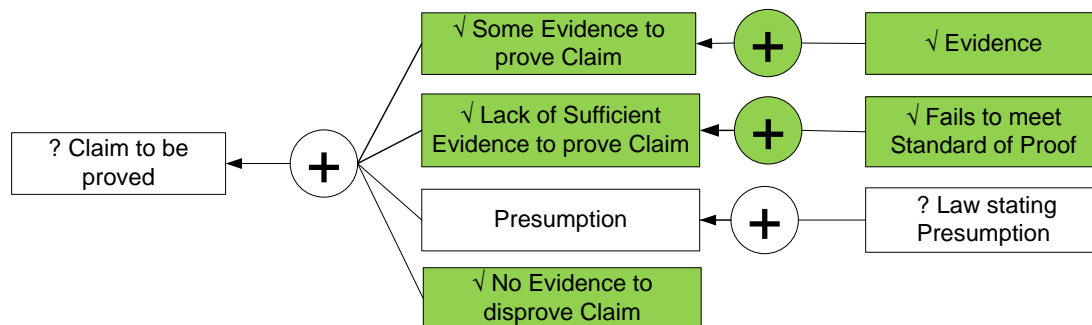 √ Some Evidence to
prove Claim
+
√ Evidence
√ Lack of Sufficient
Evidence to prove Claim
+
√ Fails to meet
Standard of Proof
? Claim to be
proved
+
Presumption
+
? Law stating
Presumption
√ No Evidence to
disprove Claim